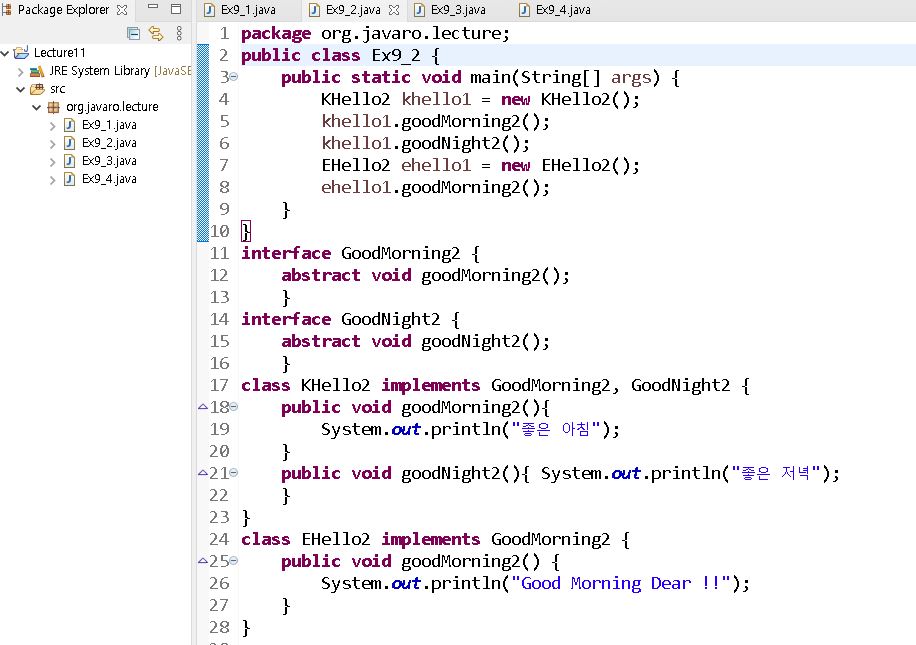 Package Explorer
Ex9_1.java
Ex9_2.java
Ex9_3.java
Ex9_4.java
Lecture11
JRE System Library [JavaSE
src
org.javaro.lecture
Ex9_1.java
Ex9_2.java
Ex9_3.java
Ex9_4.java
1 package org.javaro.lecture;
2 public class Ex9_2 {
3 public static void main(String[] args) {
4 KHello2 khello1 = new KHello2();
5 khello1.goodMorning2();
6 khello1.goodNight2();
7 EHello2 ehello1 = new EHello2();
8 ehello1.goodMorning2();
9 }
10 }
11 interface GoodMorning2 {
12 abstract void goodMorning2();
13 }
14 interface GoodNight2 {
15 abstract void goodNight2();
16 }
17 class KHello2 implements GoodMorning2, GoodNight2 {
18 public void goodMorning2(){
19 System.out.println("좋은 아침");
20 }
21 public void goodNight2(){ System.out.println("좋은 저녁");
22 }
23 }
24 class EHello2 implements GoodMorning2 {
25 public void goodMorning2() {
26 System.out.println("Good Morning Dear !!");
27 }
28 }